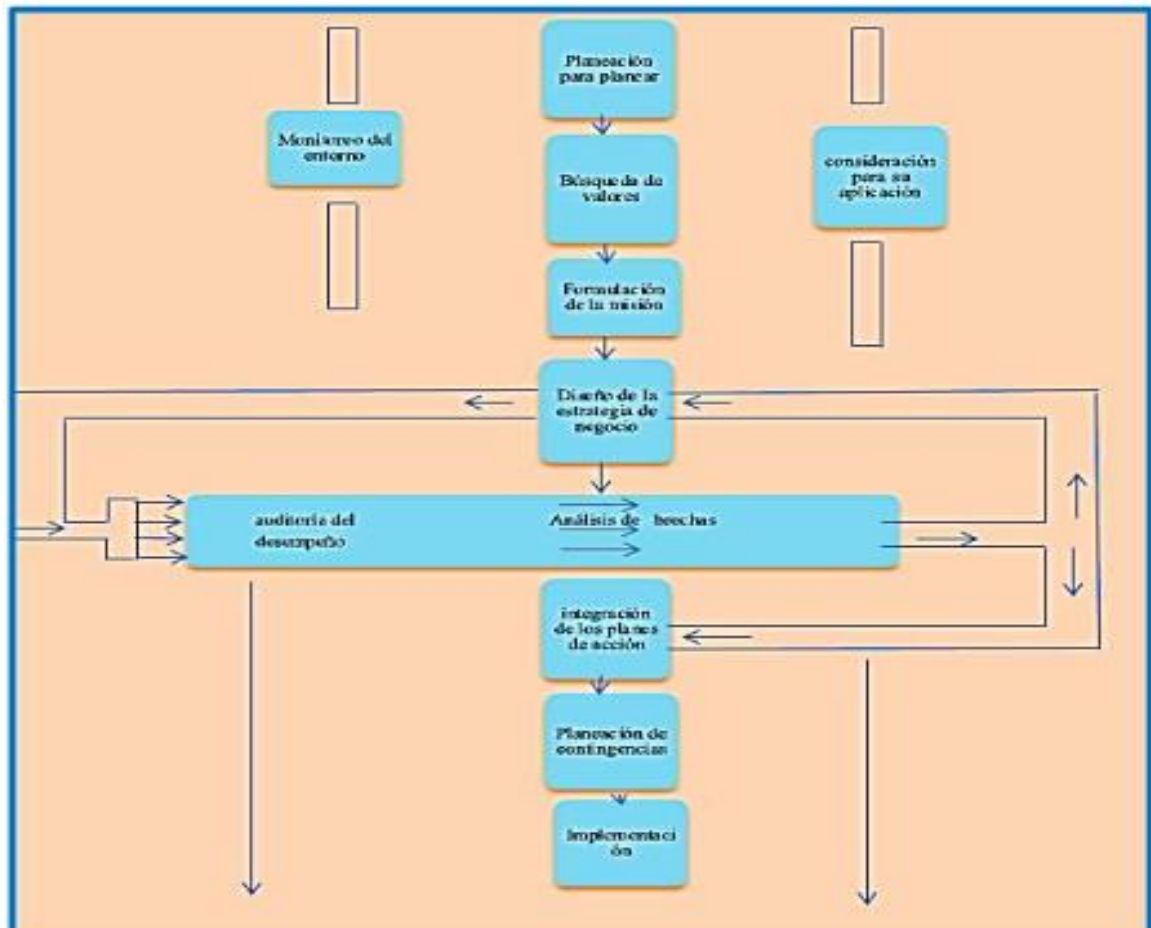 Planeación
para planear
Monitoreo del
entorno
consideración
para su
aplicación
Búsqueda de
valores
Formulación
de la misión
Diseño de la
estrategia de
negocio
auditoría del
desempeño
Análisis de brechas
integración
de los planes
de acción
Planeación de
contingencias
Implementaci
ón